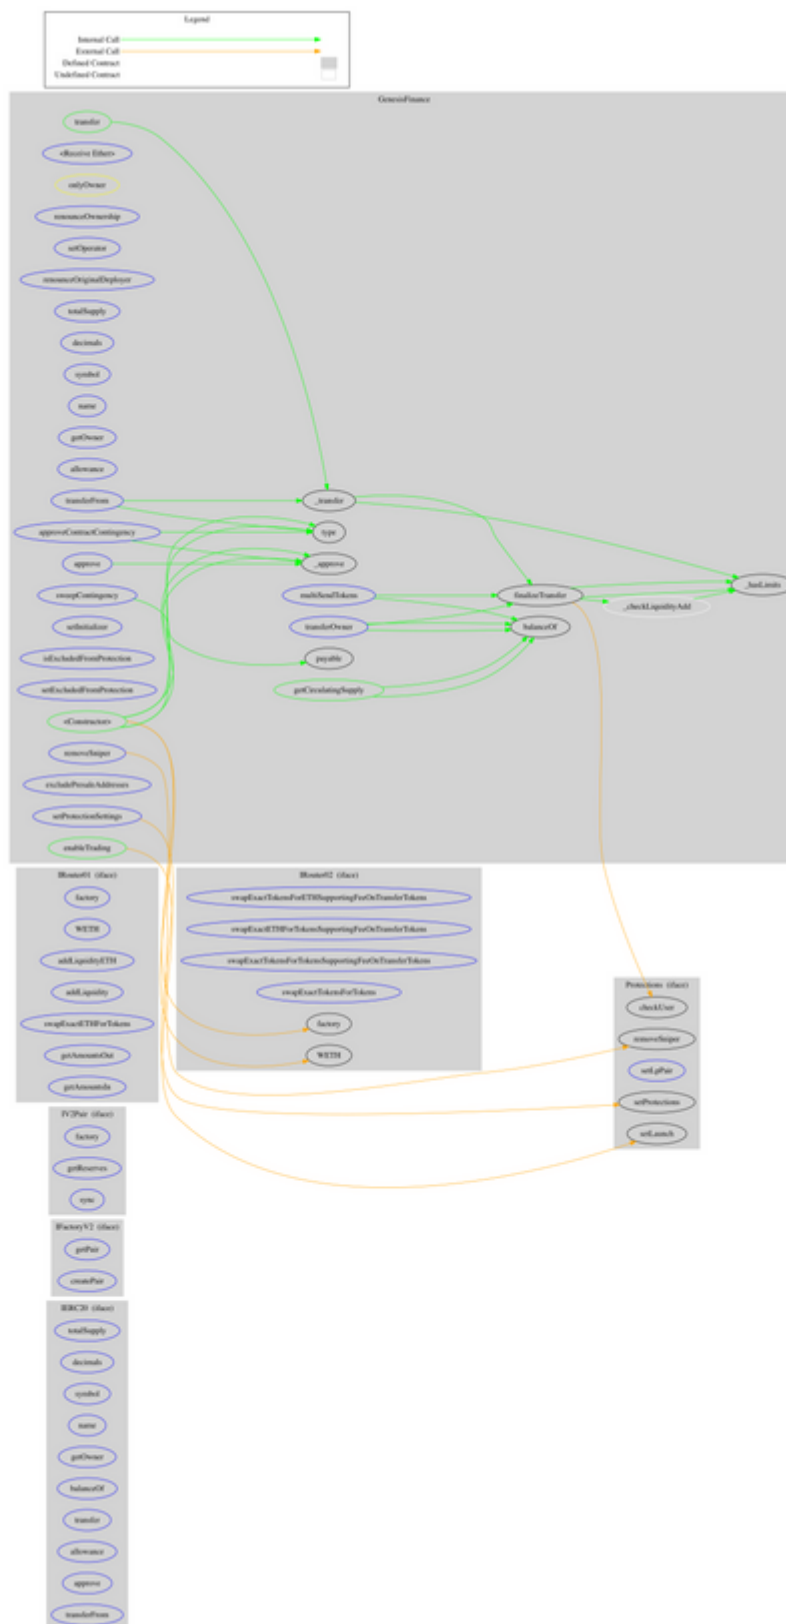 Legend
Internal Call
External Call
Defined Contract
Undefined Contract
GenesisFinance
transfer
<Receive Ether>
onlyOwner
renounceOwnership
setOperator
renounceOriginalDeployer
totalSupply
decimals
symbol
name
getOwner
allowance
transferFrom
_transfer
approveContractContingency
type
approve
_approve
_hasLimits
sweepContingency
multiSendTokens
finalizeTransfer
_checkLiquidityAdd
setInitializer
transferOwner
balanceOf
isExcludedFromProtection
payable
setExcludedFromProtection
getCirculatingSupply
<Constructor>
removeSniper
excludePresaleAddresses
setProtectionSettings
enableTrading
IRouter01 (iface)
factory
WETH
addLiquidityETH
addLiquidity
swapExactETHForTokens
getAmountsOut
getAmountsIn
IRouter02 (iface)
swapExactTokensForETHSupportingFeeOnTransferTokens
swapExactETHForTokensSupportingFeeOnTransferTokens
swapExactTokensForTokensSupportingFeeOnTransferTokens
swapExactTokensForTokens
factory
WETH
Protections (iface)
checkUser
removeSniper
setLpPair
setProtections
setLaunch
IV2Pair (iface)
factory
getReserves
sync
IFactoryV2 (iface)
getPair
createPair
IERC20 (iface)
totalSupply
decimals
symbol
name
getOwner
balanceOf
transfer
allowance
approve
transferFrom